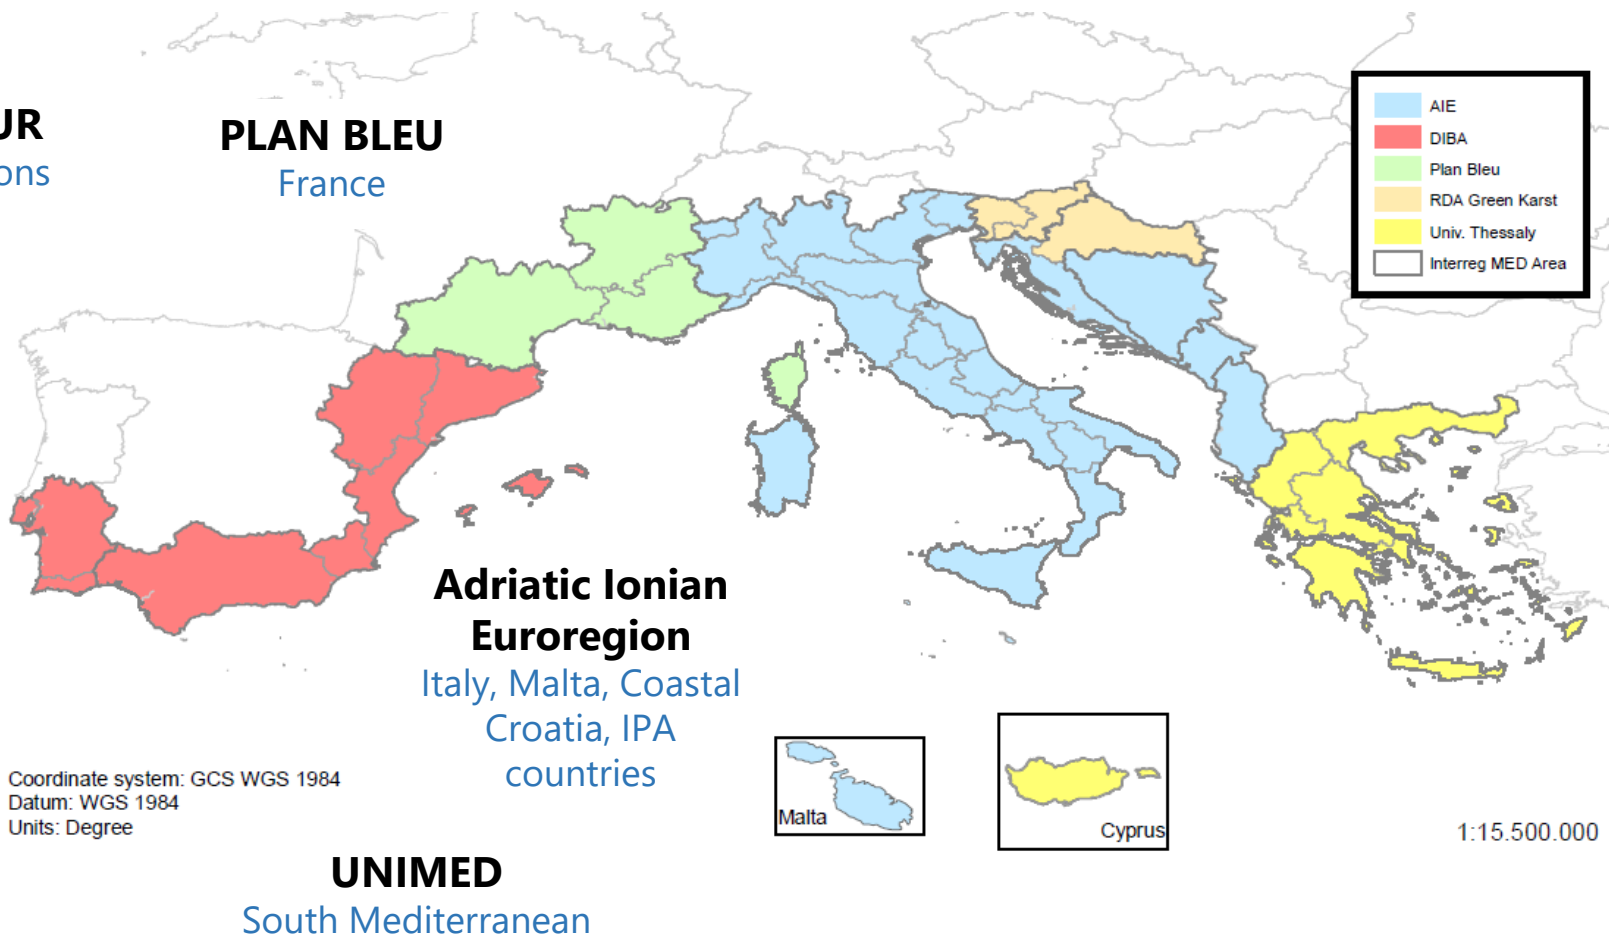 UR
ons
PLAN BLEU
France
AIE
DIBA
Plan Bleu
RDA Green Karst
Univ. Thessaly
Interreg MED Area
Adriatic Ionian
Euroregion
Italy, Malta, Coastal
Croatia, IPA
countries
Coordinate system: GCS WGS 1984
Datum: WGS 1984
Units: Degree
Malta
Cyprus
1:15.500.000
UNIMED
South Mediterranean